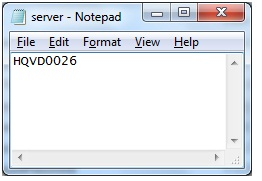 server - Notepad
File Edit Format View Help
HQVD0026